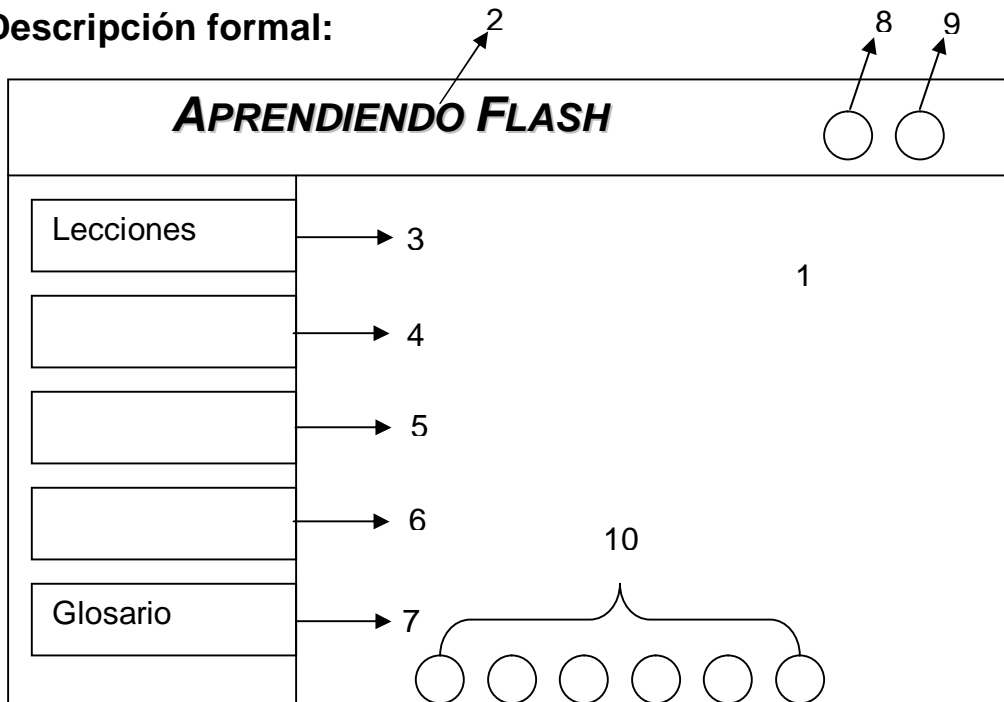 Descripción formal:
2
8
9
APRENDIENDO FLASH
Lecciones
3
1
4
5
6
10
Glosario
7